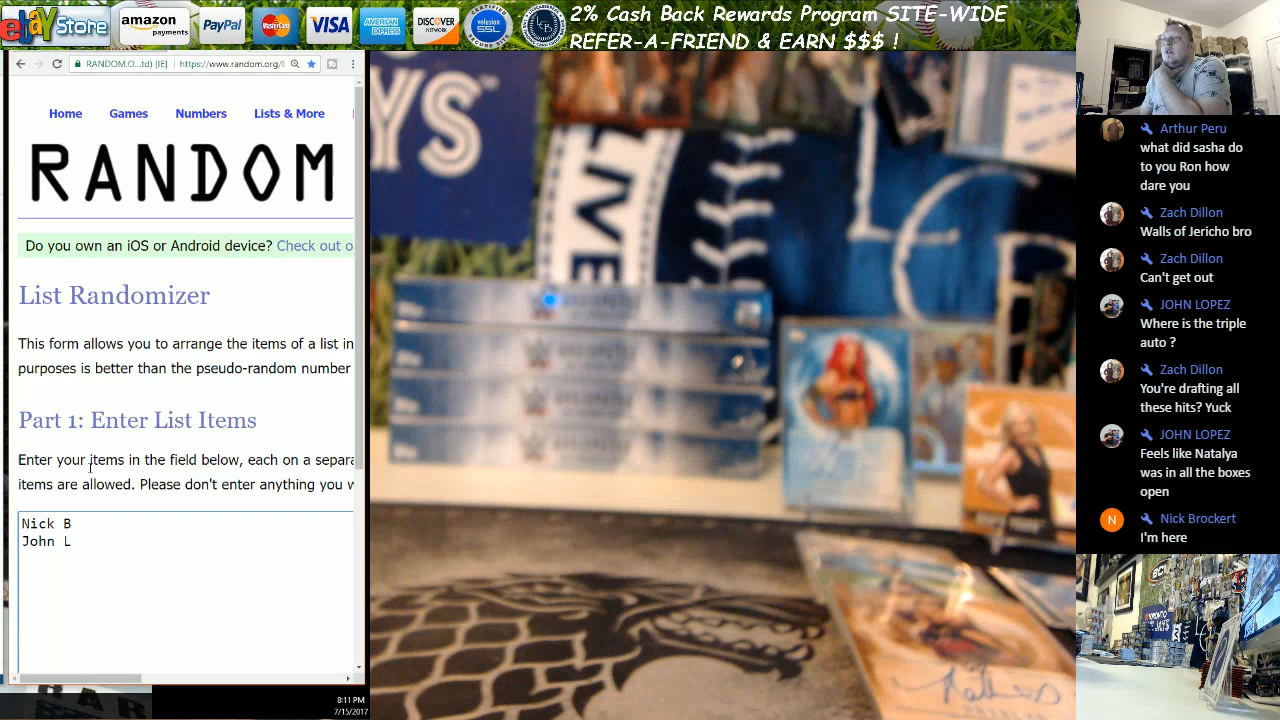 ebay Store
amazon
payments
PayPal
MasterCard
VISA
AMERICAN
EXPRESS
DISCOVER
NETWORK
volusion
SSL
2% Cash Back Rewards Program SITE-WIDE
REFER-A-FRIEND & EARN $$$ !
RANDOM.O...td) [IE]
https://www.random.org/l
Home
Games
Numbers
Lists & More
RANDOM
Do you own an iOS or Android device? Check out o
List Randomizer
This form allows you to arrange the items of a list in
purposes is better than the pseudo-random number
Part 1: Enter List Items
Enter your items in the field below, each on a separa
items are allowed. Please don't enter anything you w
Nick B
John L
8:11 PM
7/15/2017
YS
LIVE
LET
Arthur Peru
what did sasha do
to you Ron how
dare you
Zach Dillon
Walls of Jericho bro
Zach Dillon
Can't get out
JOHN LOPEZ
Where is the triple
auto ?
Zach Dillon
You're drafting all
these hits? Yuck
JOHN LOPEZ
Feels like Natalya
was in all the boxes
open
N
Nick Brockert
I'm here